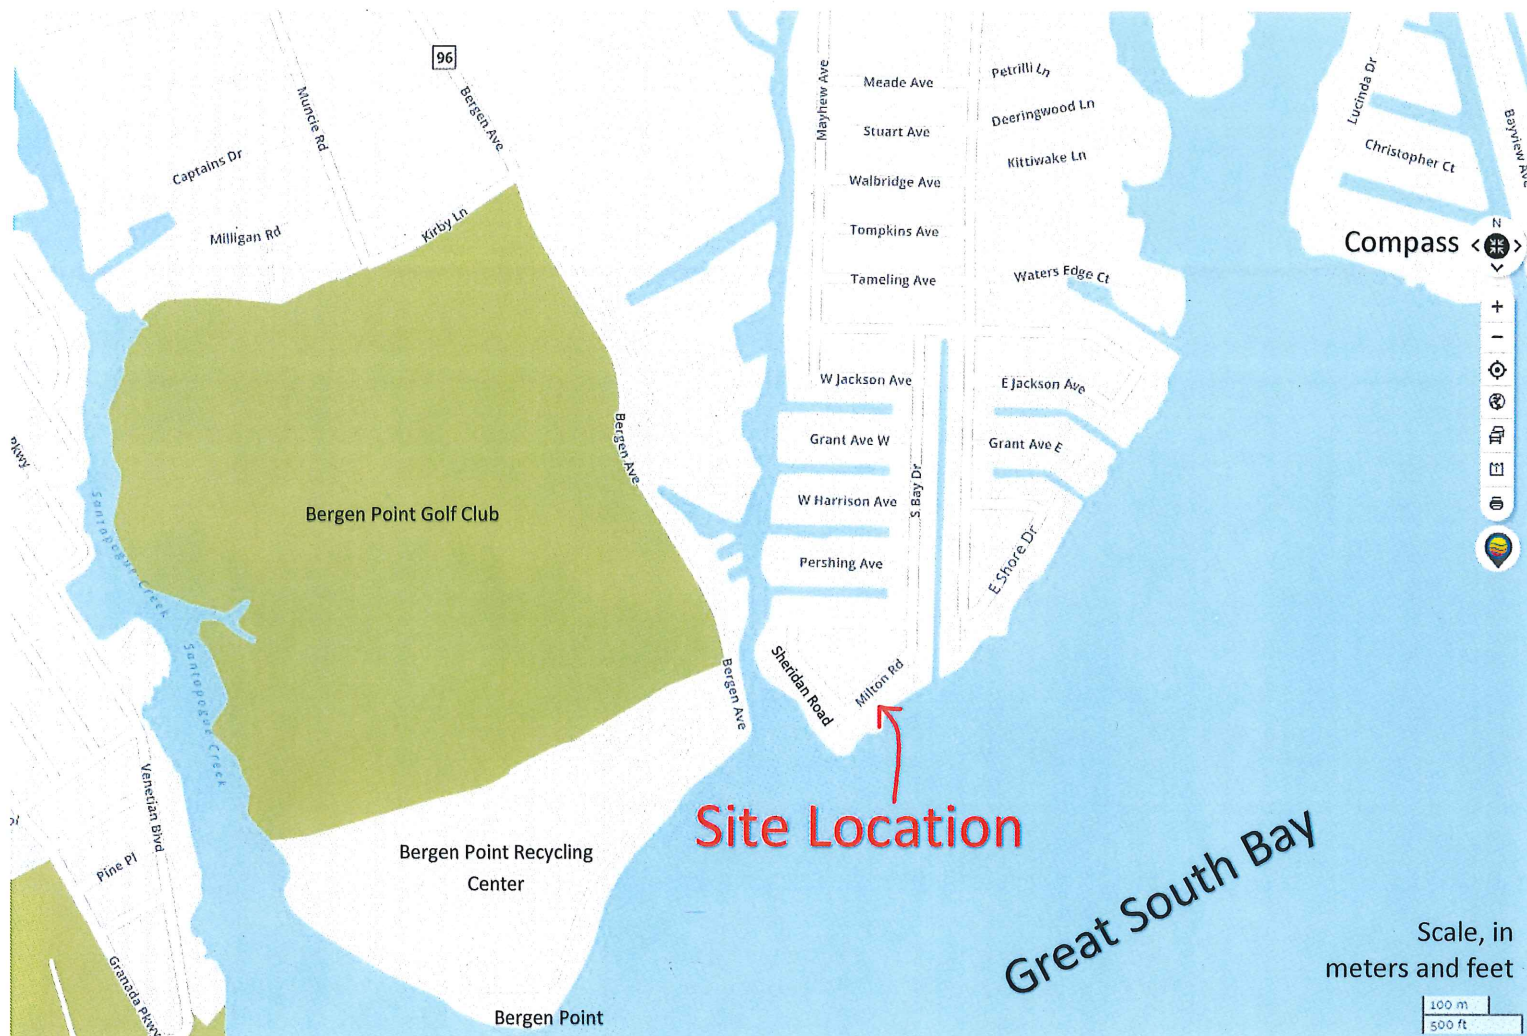 96
Bergen Ave
Muncie Rd
Captains Dr
Milligan Rd
Kirby Ln
Mayhew Ave
Meade Ave
Stuart Ave
Walbridge Ave
Tompkins Ave
Tameling Ave
Petrilli Ln
Deeringwood Ln
Kittiwake Ln
Waters Edge Ct
Lucinda Dr
Christopher Ct
Bayview Ave
N
Compass
W Jackson Ave
E Jackson Ave
Grant Ave W
Grant Ave E
W Harrison Ave
S Bay Dr
Pershing Ave
E Shore Dr
Bergen Ave
Pkwy
Santapogue Creek
Bergen Point Golf Club
Santapogue Creek
Bergen Ave
Sheridan Road
Milton Rd
Site Location
Venetian Blvd
Pine Pl
Granada Pkwy
Bergen Point Recycling
Center
Bergen Point
Great South Bay
Scale, in
meters and feet
100 m
500 ft